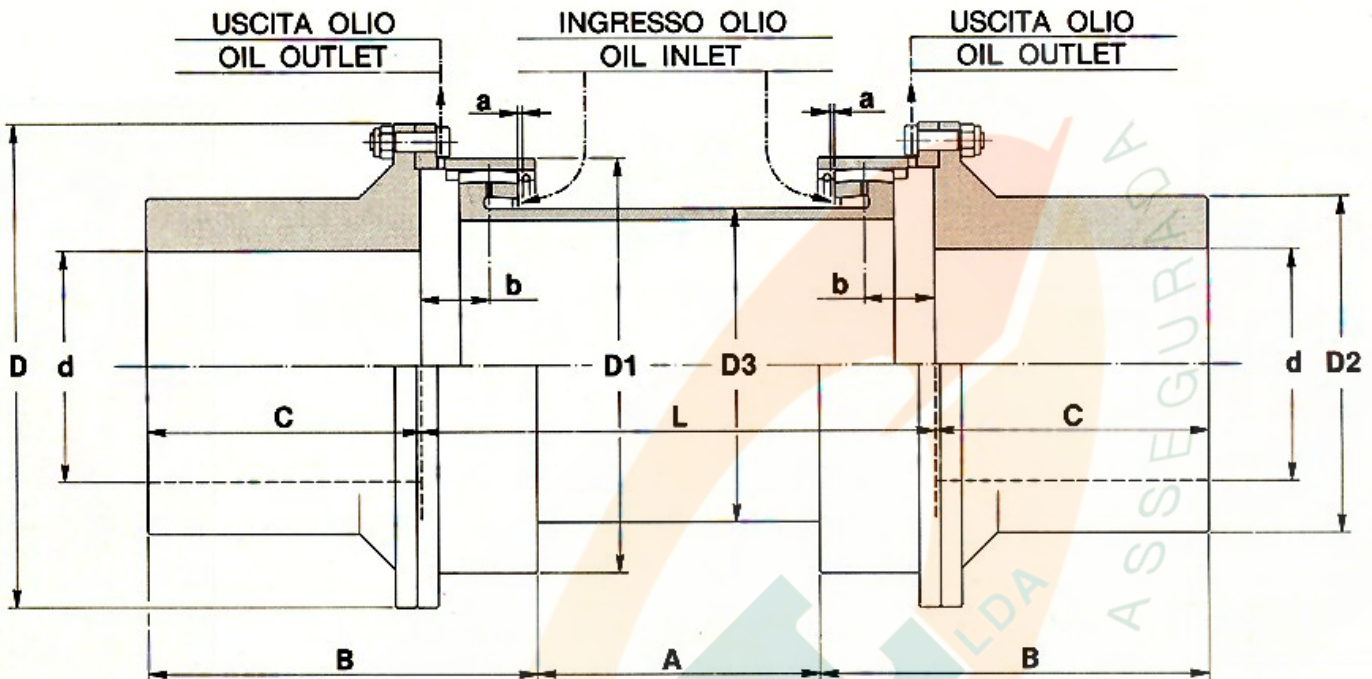 USCITA OLIO
OIL OUTLET
INGRESSO OLIO
OIL INLET
USCITA OLIO
OIL OUTLET
a
a
b
b
D
d
D1
D3
d
D2
C
L
C
B
A
B
LDA
ASSEGURADA